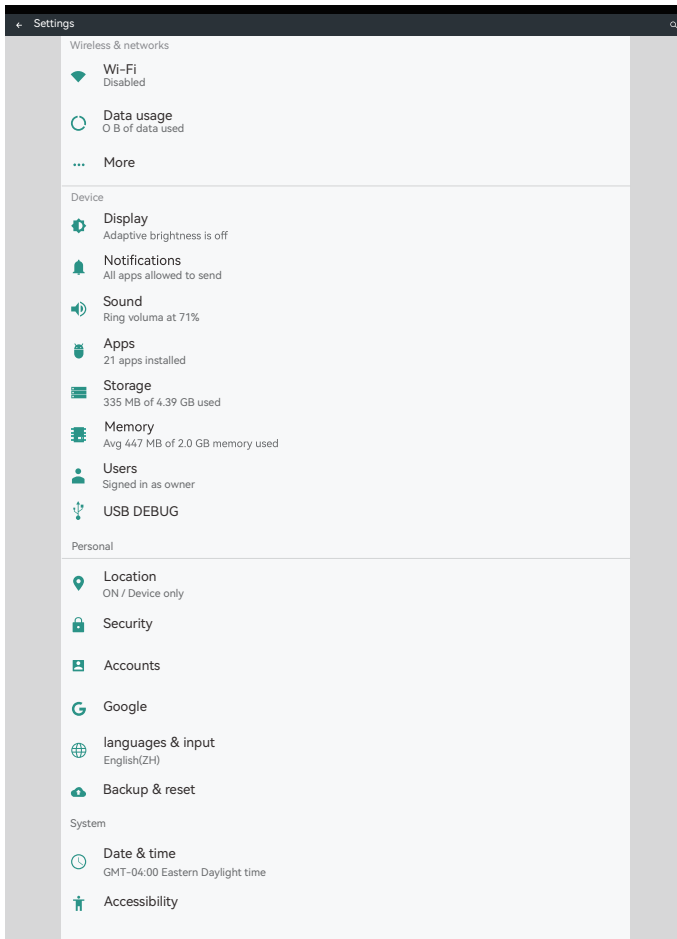 Settings
Wireless & networks
Wi-Fi
Disabled
Data usage
O B of data used
More
Device
Display
Adaptive brightness is off
Notifications
All apps allowed to send
Sound
Ring voluma at 71%
Apps
21 apps installed
Storage
335 MB of 4.39 GB used
Memory
Avg 447 MB of 2.0 GB memory used
Users
Signed in as owner
USB DEBUG
Personal
Location
ON / Device only
Security
Accounts
Google
languages & input
English(ZH)
Backup & reset
System
Date & time
GMT-04:00 Eastern Daylight time
Accessibility